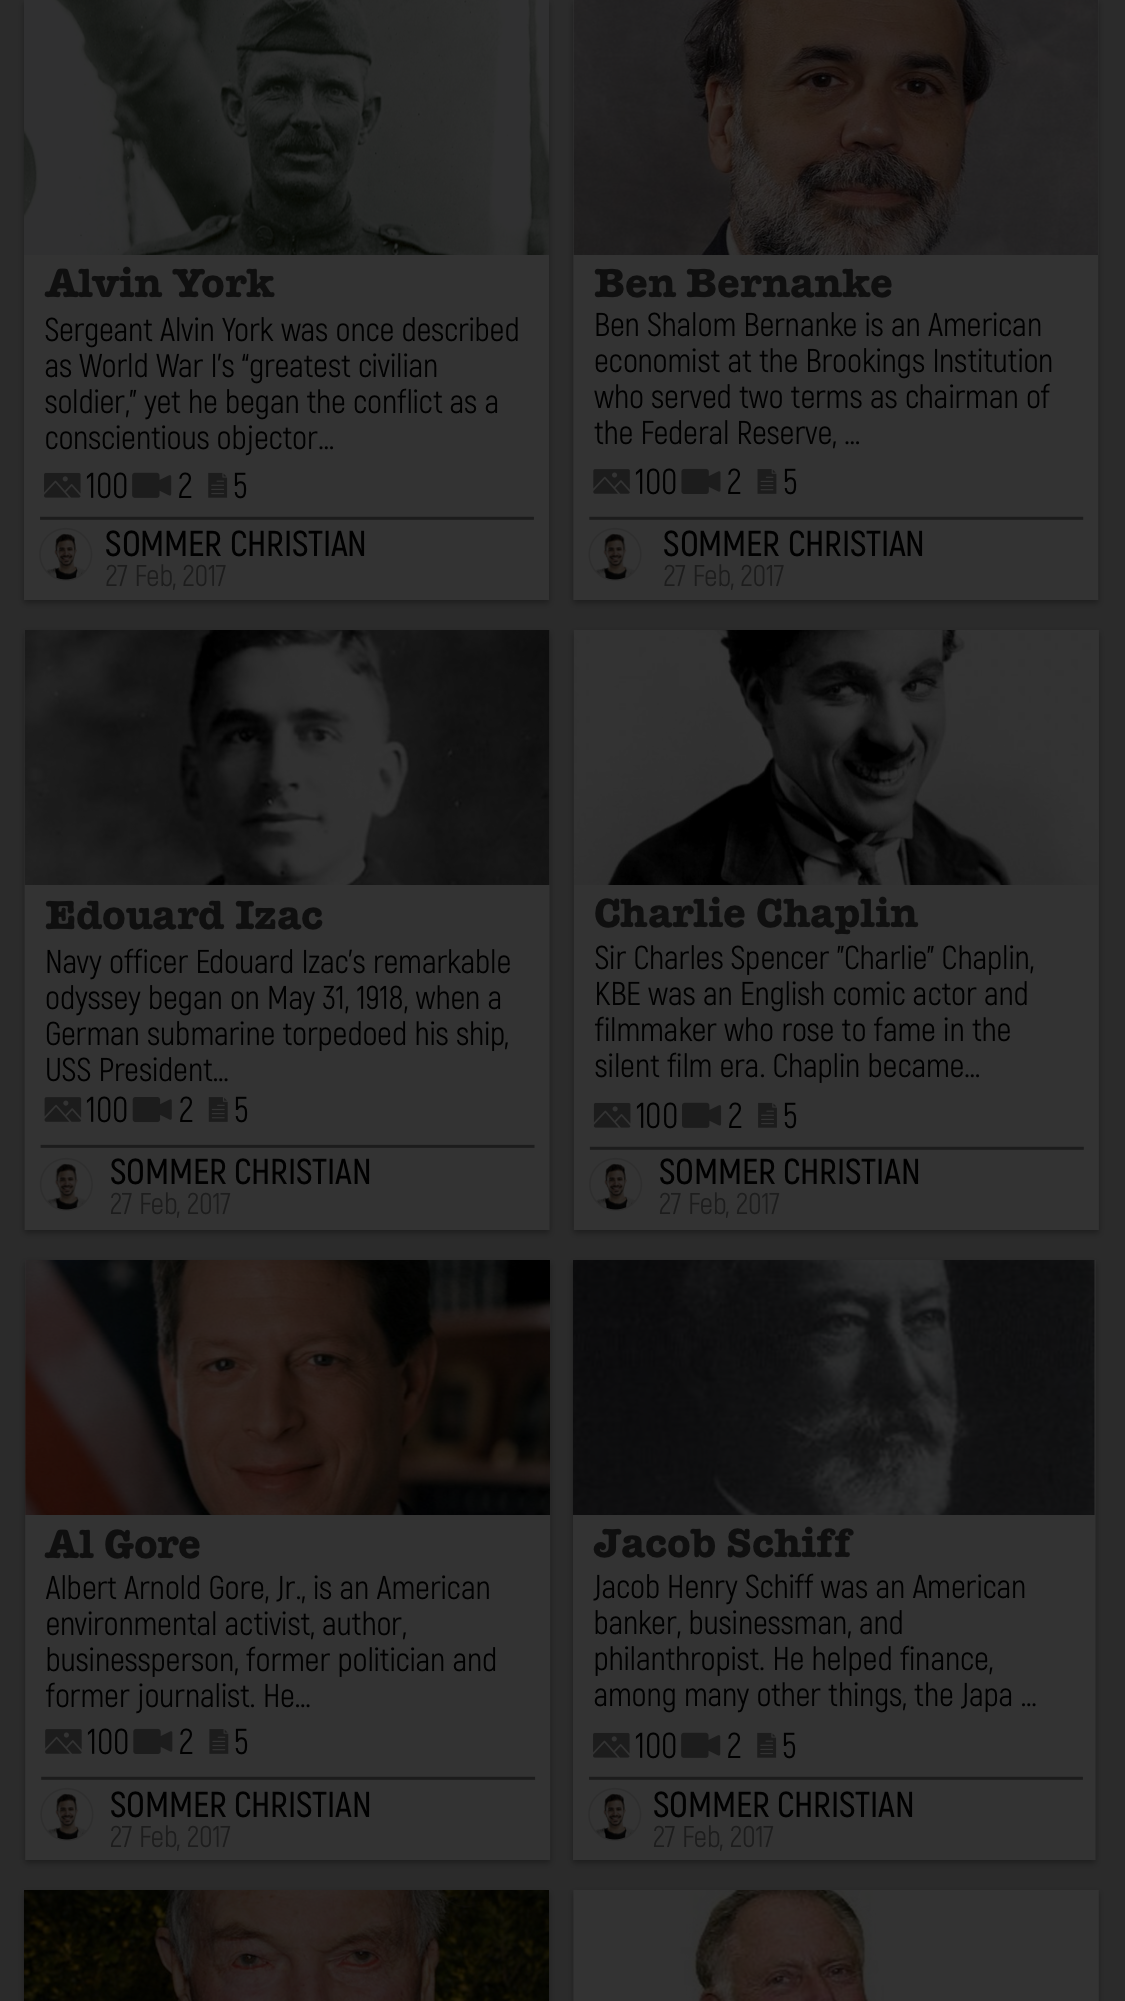 Alvin York
Sergeant Alvin York was once described
as World War I's “greatest civilian
soldier,” yet he began the conflict as a
conscientious objector...
100 2 5
SOMMER CHRISTIAN
27 Feb, 2017
Ben Bernanke
Ben Shalom Bernanke is an American
economist at the Brookings Institution
who served two terms as chairman of
the Federal Reserve, ...
100 2 5
SOMMER CHRISTIAN
27 Feb, 2017
Edouard Izac
Navy officer Edouard Izac's remarkable
odyssey began on May 31, 1918, when a
German submarine torpedoed his ship,
USS President...
100 2 5
SOMMER CHRISTIAN
27 Feb, 2017
Charlie Chaplin
Sir Charles Spencer "Charlie" Chaplin,
KBE was an English comic actor and
filmmaker who rose to fame in the
silent film era. Chaplin became...
100 2 5
SOMMER CHRISTIAN
27 Feb, 2017
Al Gore
Albert Arnold Gore, Jr., is an American
environmental activist, author,
businessperson, former politician and
former journalist. He...
100 2 5
SOMMER CHRISTIAN
27 Feb, 2017
Jacob Schiff
Jacob Henry Schiff was an American
banker, businessman, and
philanthropist. He helped finance,
among many other things, the Japa ...
100 2 5
SOMMER CHRISTIAN
27 Feb, 2017